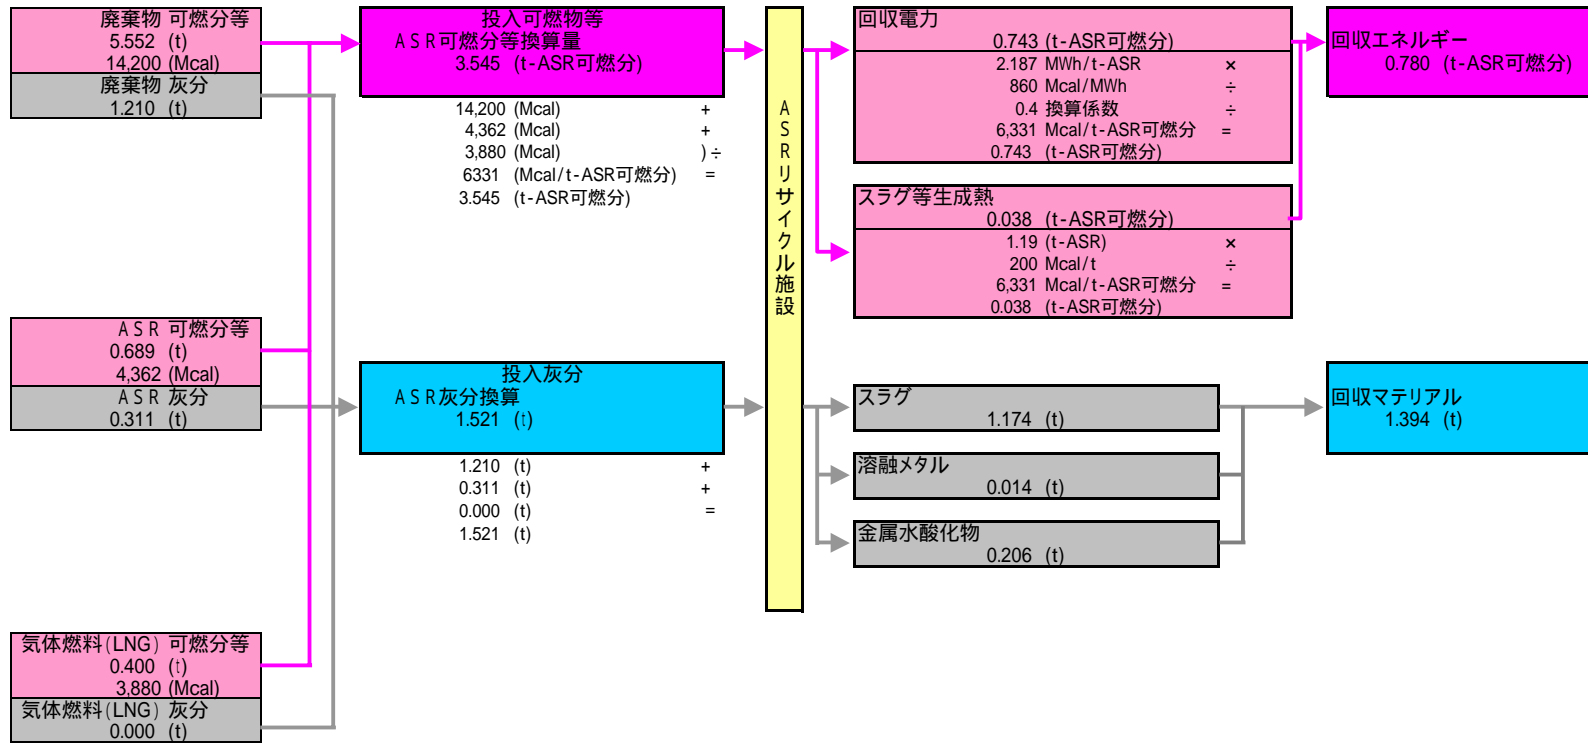 廃棄物 可燃分等
5.552 (t)
14,200 (Mcal)
廃棄物 灰分
1.210 (t)
ASR 可燃分等
0.689 (t)
4,362 (Mcal)
ASR 灰分
0.311 (t)
気体燃料(LNG) 可燃分等
0.400 (t)
3,880 (Mcal)
気体燃料(LNG) 灰分
0.000 (t)
投入可燃物等
ASR可燃分等換算量
3.545 (t-ASR可燃分)
14,200 (Mcal) +
4,362 (Mcal) +
3,880 (Mcal) )÷
6331 (Mcal/t-ASR可燃分) =
3.545 (t-ASR可燃分)
投入灰分
ASR灰分換算
1.521 (t)
1.210 (t) +
0.311 (t) +
0.000 (t) =
1.521 (t)
ASRリサイクル施設
回収電力
0.743 (t-ASR可燃分)
2.187 MWh/t-ASR ×
860 Mcal/MWh ÷
0.4 換算係数 ÷
6,331 Mcal/t-ASR可燃分 =
0.743 (t-ASR可燃分)
スラグ等生成熱
0.038 (t-ASR可燃分)
1.19 (t-ASR) ×
200 Mcal/t ÷
6,331 Mcal/t-ASR可燃分 =
0.038 (t-ASR可燃分)
スラグ
1.174 (t)
溶融メタル
0.014 (t)
金属水酸化物
0.206 (t)
回収エネルギー
0.780 (t-ASR可燃分)
回収マテリアル
1.394 (t)